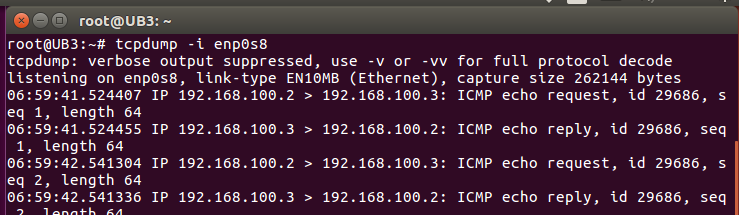 root@UB3: ~
root@UB3:~# tcpdump -i enp0s8
tcpdump: verbose output suppressed, use -v or -vv for full protocol decode
listening on enp0s8, link-type EN10MB (Ethernet), capture size 262144 bytes
06:59:41.524407 IP 192.168.100.2 > 192.168.100.3: ICMP echo request, id 29686, s
eq 1, length 64
06:59:41.524455 IP 192.168.100.3 > 192.168.100.2: ICMP echo reply, id 29686, seq
 1, length 64
06:59:42.541304 IP 192.168.100.2 > 192.168.100.3: ICMP echo request, id 29686, s
eq 2, length 64
06:59:42.541336 IP 192.168.100.3 > 192.168.100.2: ICMP echo reply, id 29686, seq
 2, length 64